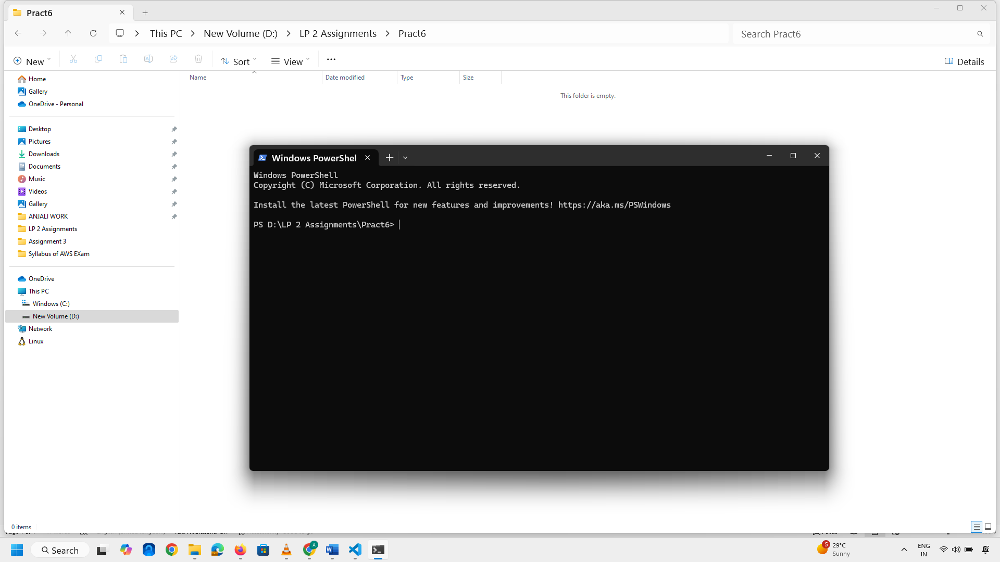 Pract6
This PC
New Volume (D:)
LP 2 Assignments
Pract6
Search Pract6
New
Sort
View
Details
Name
Date modified
Type
Size
This folder is empty.
Home
Gallery
OneDrive - Personal
Desktop
Pictures
Downloads
Documents
Music
Videos
Gallery
ANJALI WORK
LP 2 Assignments
Assignment 3
Syllabus of AWS EXam
OneDrive
This PC
Windows (C:)
New Volume (D:)
Network
Linux
Windows PowerShel
Windows PowerShell
Copyright (C) Microsoft Corporation. All rights reserved.
Install the latest PowerShell for new features and improvements! https://aka.ms/PSWindows
PS D:\LP 2 Assignments\Pract6>
0 items
Search
5
29°C
Sunny
A
ENG
IN